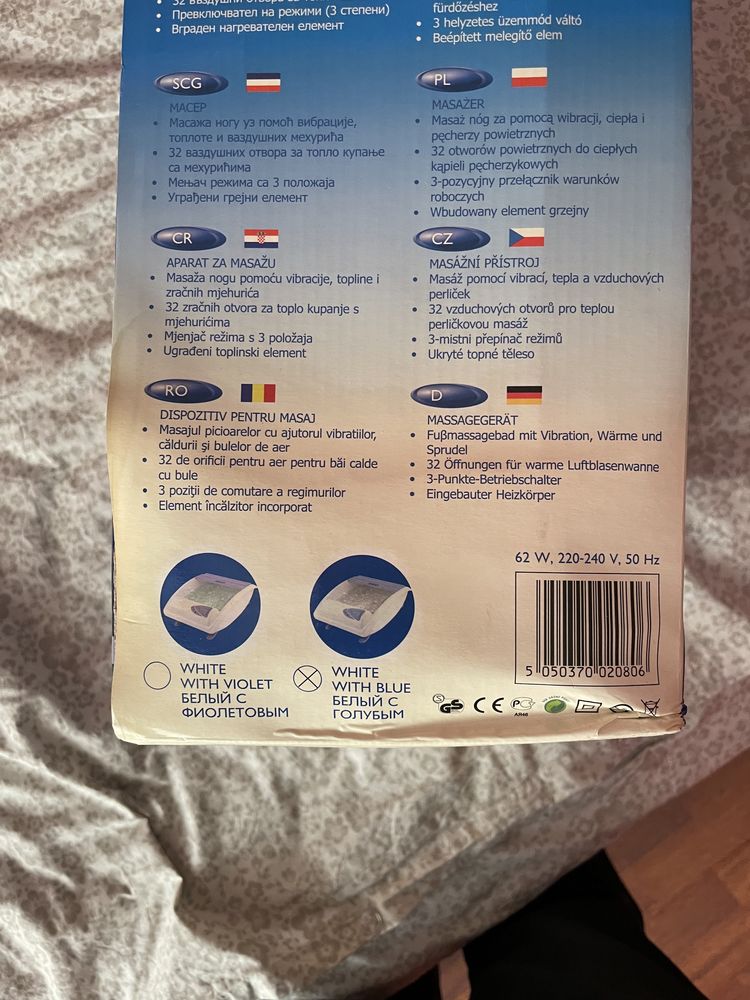 Превключвател на режими (3 степени)
Вграден нагревателен елемент
fürdőzéshez
3 helyzetes üzemmód váltó
Beépített melegítő elem
SCG
МАСЕР
Масажа ногу уз помоћ вибрације,
топлоте и ваздушних мехурића
32 ваздушних отвора за топло купање
са мехурићима
Мењач режима са 3 положаја
Уграђени грејни елемент
PL
MASAŻER
Masaż nóg za pomocą wibracji, ciepła i
pęcherzy powietrznych
32 otworów powietrznych do ciepłych
kąpieli pęcherzykowych
3-pozycyjny przełącznik warunków
roboczych
Wbudowany element grzejny
CR
APARAT ZA MASAŽU
Masaža nogu pomoću vibracije, topline i
zračnih mjehurića
32 zračnih otvora za toplo kupanje s
mjehurićima
Mjenjač režima s 3 položaja
Ugrađeni toplinski element
CZ
MASÁŽNÍ PŘÍSTROJ
Masáž pomocí vibrací, tepla a vzduchových
perliček
32 vzduchových otvorů pro teplou
perličkovou masáž
3-mistni přepínač režimů
Ukryté topné těleso
RO
DISPOZITIV PENTRU MASAJ
Masajul picioarelor cu ajutorul vibratiilor,
căldurii şi bulelor de aer
32 de orificii pentru aer pentru băi calde
cu bule
3 poziţii de comutare a regimurilor
Element încălzitor incorporat
D
MASSAGEGERÄT
Fußmassagebad mit Vibration, Wärme und
Sprudel
32 Öffnungen für warme Luftblasenwanne
3-Punkte-Betriebschalter
Eingebauter Heizkörper
62 W, 220-240 V, 50 Hz
5 050370 020806
WHITE
WITH VIOLET
БЕЛЫЙ С
ФИОЛЕТОВЫМ
WHITE
WITH BLUE
БЕЛЫЙ С
ГОЛУБЫМ
S GS CE РС